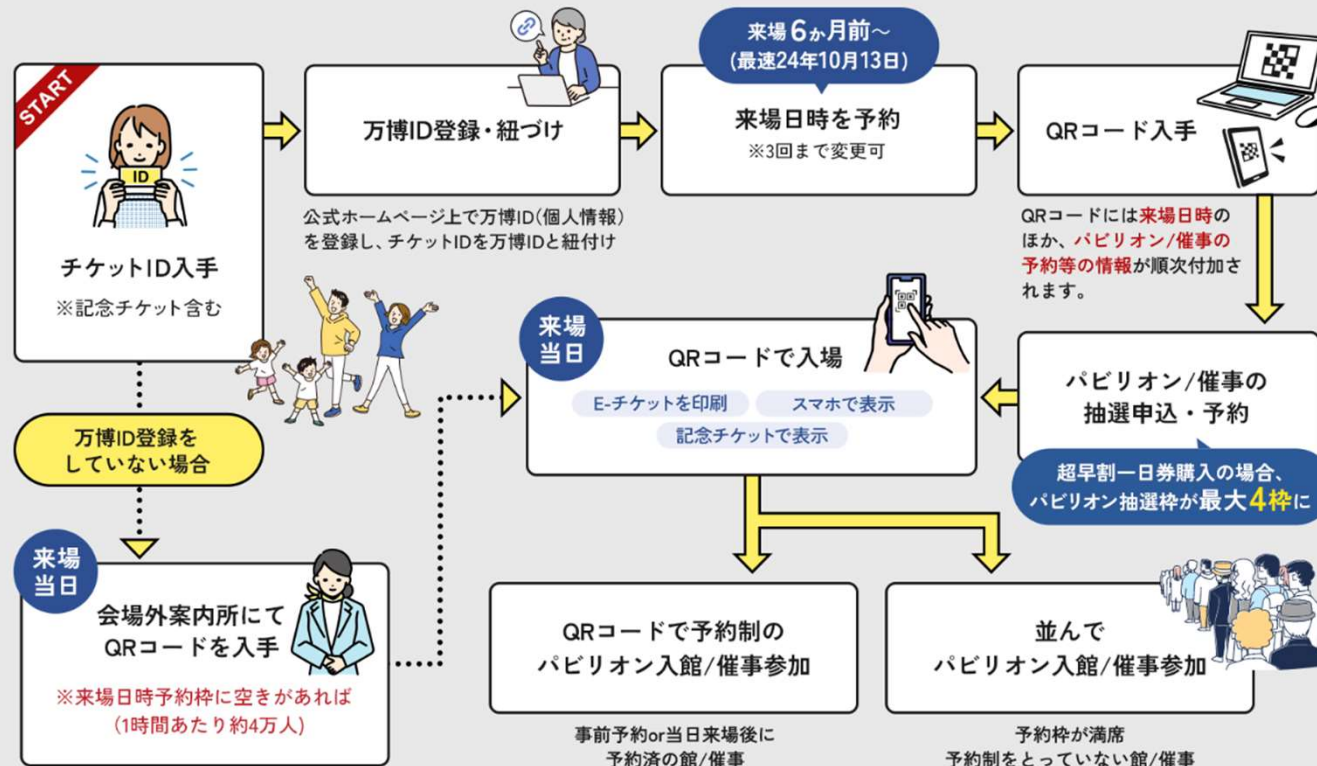 START
ID
チケットID入手
※記念チケット含む
万博ID登録・紐づけ
公式ホームページ上で万博ID(個人情報)
を登録し、チケットIDを万博IDと紐付け
来場6か月前～
(最速24年10月13日)
来場日時を予約
※3回まで変更可
QRコード入手
QRコードには来場日時の
ほか、パビリオン/催事の
予約等の情報が順次付加さ
れます。
パビリオン/催事の
抽選申込・予約
超早割一日券購入の場合、
パビリオン抽選枠が最大4枠に
来場
当日
QRコードで入場
E-チケットを印刷
スマホで表示
記念チケットで表示
万博ID登録を
していない場合
来場
当日
会場外案内所にて
QRコードを入手
※来場日時予約枠に空きがあれば
(1時間あたり約4万人)
QRコードで予約制の
パビリオン入館/催事参加
事前予約or当日来場後に
予約済の館/催事
並んで
パビリオン入館/催事参加
予約枠が満席
予約制をとっていない館/催事